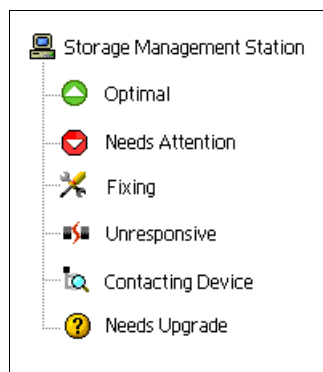 Storage Management Station
Optimal
Needs Attention
Fixing
Unresponsive
Contacting Device
? Needs Upgrade